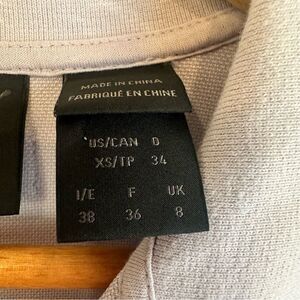 MADE IN CHINA
FABRIQUÉ EN CHINE
US/CAN 0
XS/TP 34
I/E F UK
38 36 8